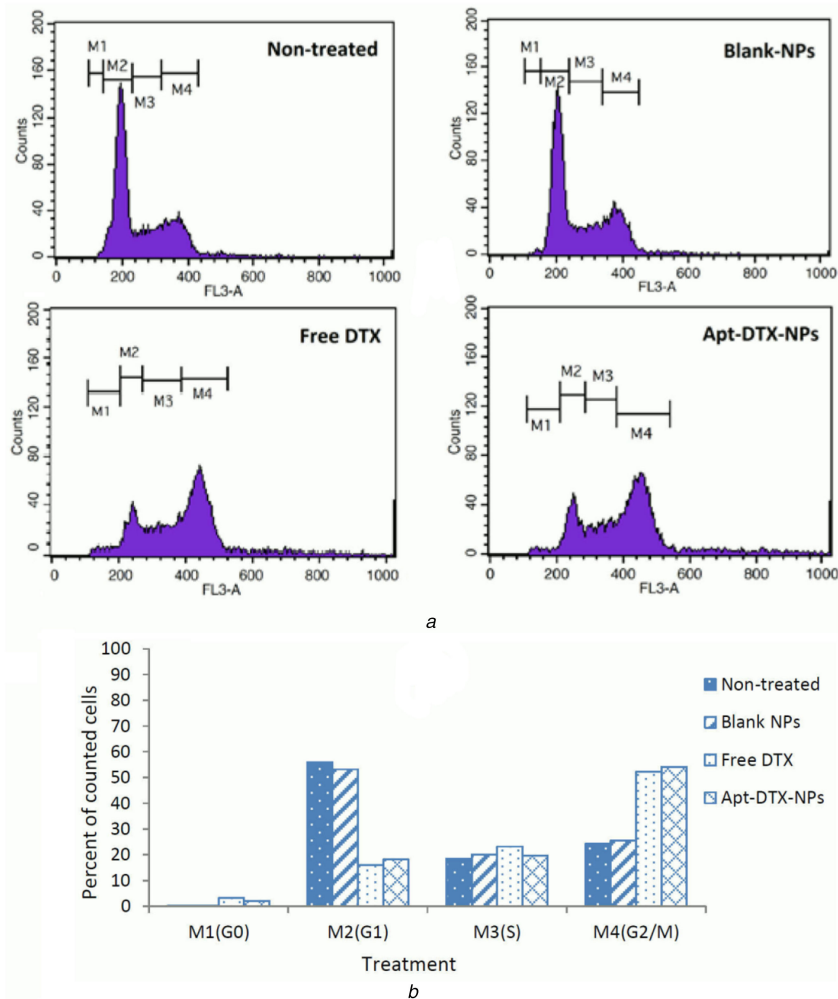 Non-treated
M1
M2
M3
M4
Counts
200
160
120
80
40
0
0 200 400 600 800 1000
FL3-A
Blank-NPs
M1
M2
M3
M4
Counts
200
160
120
80
40
0
0 200 400 600 800 1000
FL3-A
Free DTX
M2
M1
M3
M4
Counts
200
160
120
80
40
0
0 200 400 600 800 1000
FL3-A
Apt-DTX-NPs
M2
M3
M1
M4
Counts
200
160
120
80
40
0
0 200 400 600 800 1000
FL3-A
a
Percent of counted cells
100
90
80
70
60
50
40
30
20
10
0
M1(G0) M2(G1) M3(S) M4(G2/M)
Treatment
Non-treated
Blank NPs
Free DTX
Apt-DTX-NPs
b